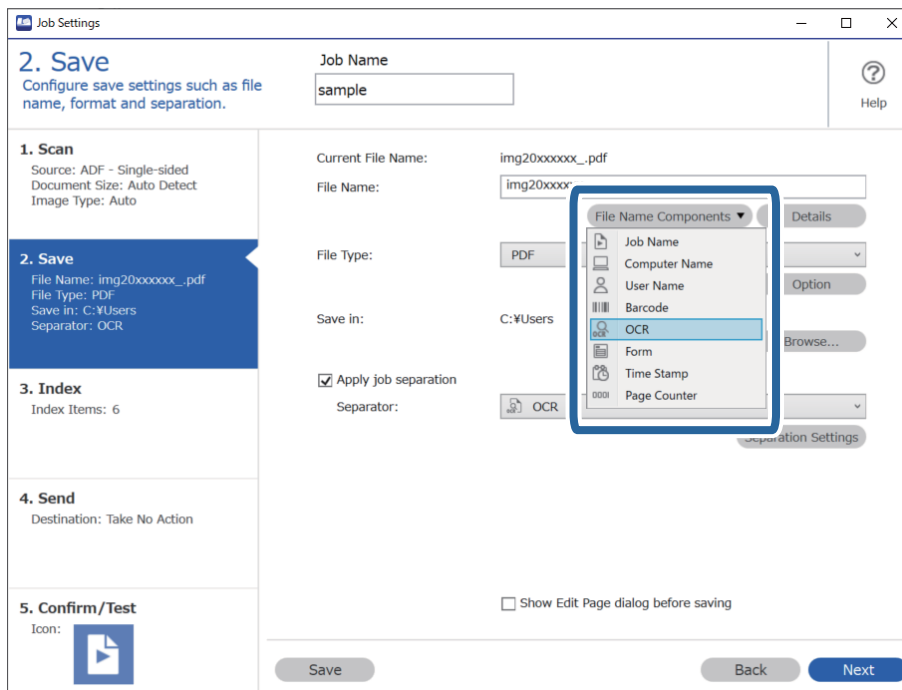 Job Settings
2. Save
Configure save settings such as file
name, format and separation.
Job Name
sample
Help
1. Scan
Source: ADF - Single-sided
Document Size: Auto Detect
Image Type: Auto
2. Save
File Name: img20xxxxxx_.pdf
File Type: PDF
Save in: C:¥Users
Separator: OCR
3. Index
Index Items: 6
4. Send
Destination: Take No Action
5. Confirm/Test
Icon:
Current File Name: img20xxxxxx_.pdf
File Name: img20xxxx
File Name Components ▼ Details
Job Name
Computer Name
User Name
Barcode
OCR
Form
Time Stamp
Page Counter
File Type: PDF
Option
Save in: C:¥Users
Browse...
Apply job separation
Separator: OCR
Separation Settings
Show Edit Page dialog before saving
Save Back Next